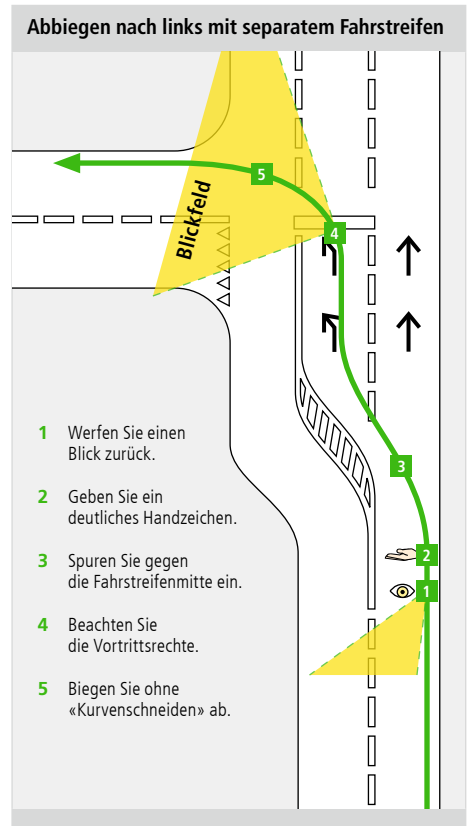 Abbiegen nach links mit separatem Fahrstreifen
5
Blickfeld
4
1 Werfen Sie einen
Blick zurück.
2 Geben Sie ein
deutliches Handzeichen.
3 Spuren Sie gegen
die Fahrstreifenmitte ein.
4 Beachten Sie
die Vortrittsrechte.
5 Biegen Sie ohne
«Kurvenschneiden» ab.
3
2
1